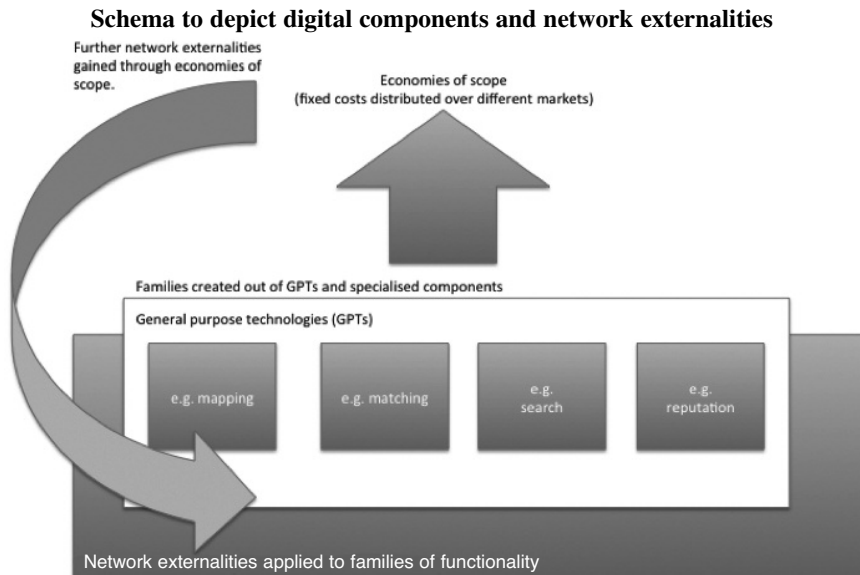 Schema to depict digital components and network externalities
Further network externalities
gained through economies of
scope.
Economies of scope
(fixed costs distributed over different markets)
Families created out of GPTs and specialised components
General purpose technologies (GPTs)
e.g. mapping
e.g. matching
e.g.
search
e.g.
reputation
Network externalities applied to families of functionality